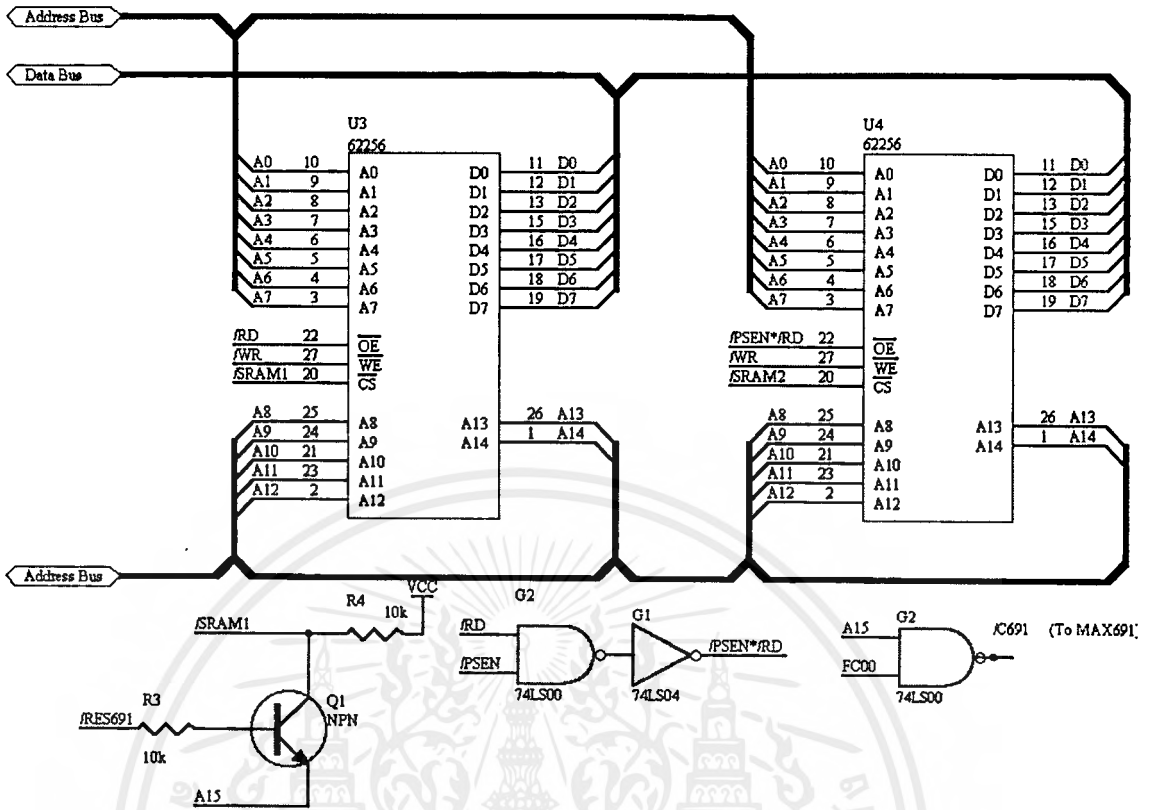 Address Bus
Data Bus
U3
62256
A0 10 A0 D0 11 D0
A1 9 A1 D1 12 D1
A2 8 A2 D2 13 D2
A3 7 A3 D3 15 D3
A4 6 A4 D4 16 D4
A5 5 A5 D5 17 D5
A6 4 A6 D6 18 D6
A7 3 A7 D7 19 D7
/RD 22 OE
/WR 27 WE
/SRAM1 20 CS
A8 25 A8 A13 26 A13
A9 24 A9 A14 1 A14
A10 21 A10
A11 23 A11
A12 2 A12
U4
62256
A0 10 A0 D0 11 D0
A1 9 A1 D1 12 D1
A2 8 A2 D2 13 D2
A3 7 A3 D3 15 D3
A4 6 A4 D4 16 D4
A5 5 A5 D5 17 D5
A6 4 A6 D6 18 D6
A7 3 A7 D7 19 D7
/PSEN*/RD 22 OE
/WR 27 WE
/SRAM2 20 CS
A8 25 A8 A13 26 A13
A9 24 A9 A14 1 A14
A10 21 A10
A11 23 A11
A12 2 A12
Address Bus
/SRAM1
R4
10k
VCC
R3
/RES691
10k
Q1
NPN
A15
G2
/RD
/PSEN
74LS00
G1
74LS04
/PSEN*/RD
A15
FC00
G2
74LS00
/C691 (To MAX691)